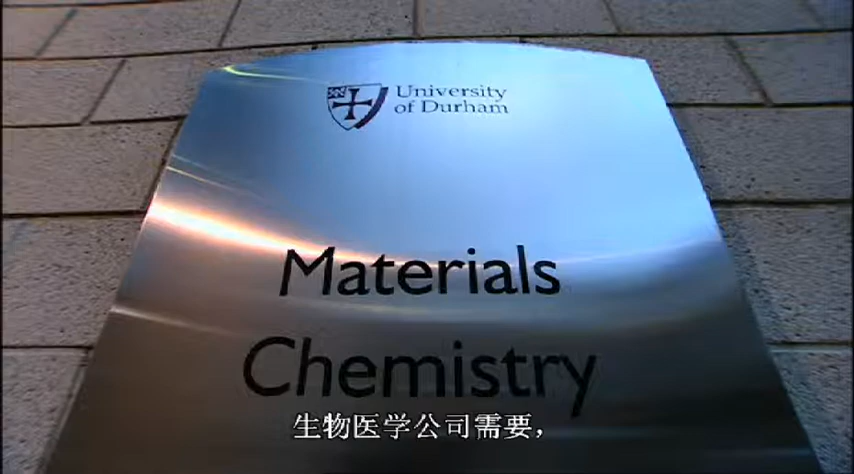 University
of Durham
Materials
Chemistry
生物医学公司需要，